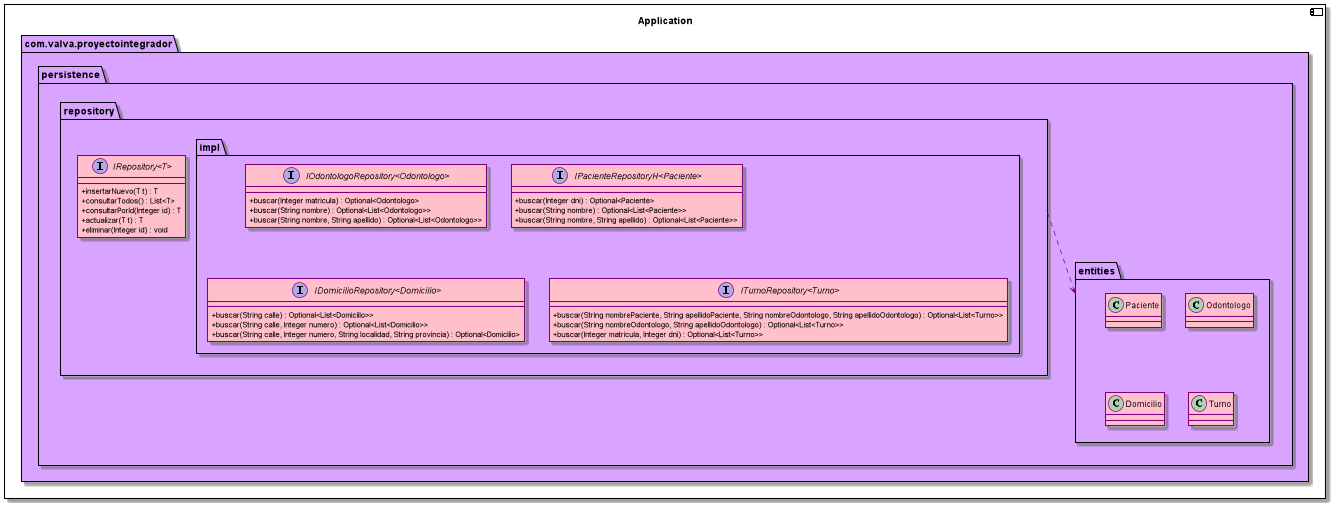 Application
com.valva.proyectointegrador
persistence
repository
impl
I IRepository<T>
+insertarNuevo(T t) : T
+consultarTodos() : List<T>
+consultarPorId(Integer id) : T
+actualizar(T t) : T
+eliminar(Integer id) : void
I IOdontologoRepository<Odontologo>
+buscar(Integer matricula) : Optional<Odontologo>
+buscar(String nombre) : Optional<List<Odontologo>>
+buscar(String nombre, String apellido) : Optional<List<Odontologo>>
I IPacienteRepositoryH<Paciente>
+buscar(Integer dni) : Optional<Paciente>
+buscar(String nombre) : Optional<List<Paciente>>
+buscar(String nombre, String apellido) : Optional<List<Paciente>>
I IDomicilioRepository<Domicilio>
+buscar(String calle) : Optional<List<Domicilio>>
+buscar(String calle, Integer numero) : Optional<List<Domicilio>>
+buscar(String calle, Integer numero, String localidad, String provincia) : Optional<Domicilio>
I ITurnoRepository<Turno>
+buscar(String nombrePaciente, String apellidoPaciente, String nombreOdontologo, String apellidoOdontologo) : Optional<List<Turno>>
+buscar(String nombreOdontologo, String apellidoOdontologo) : Optional<List<Turno>>
+buscar(Integer matricula, Integer dni) : Optional<List<Turno>>
entities
C Paciente
C Odontologo
C Domicilio
C Turno